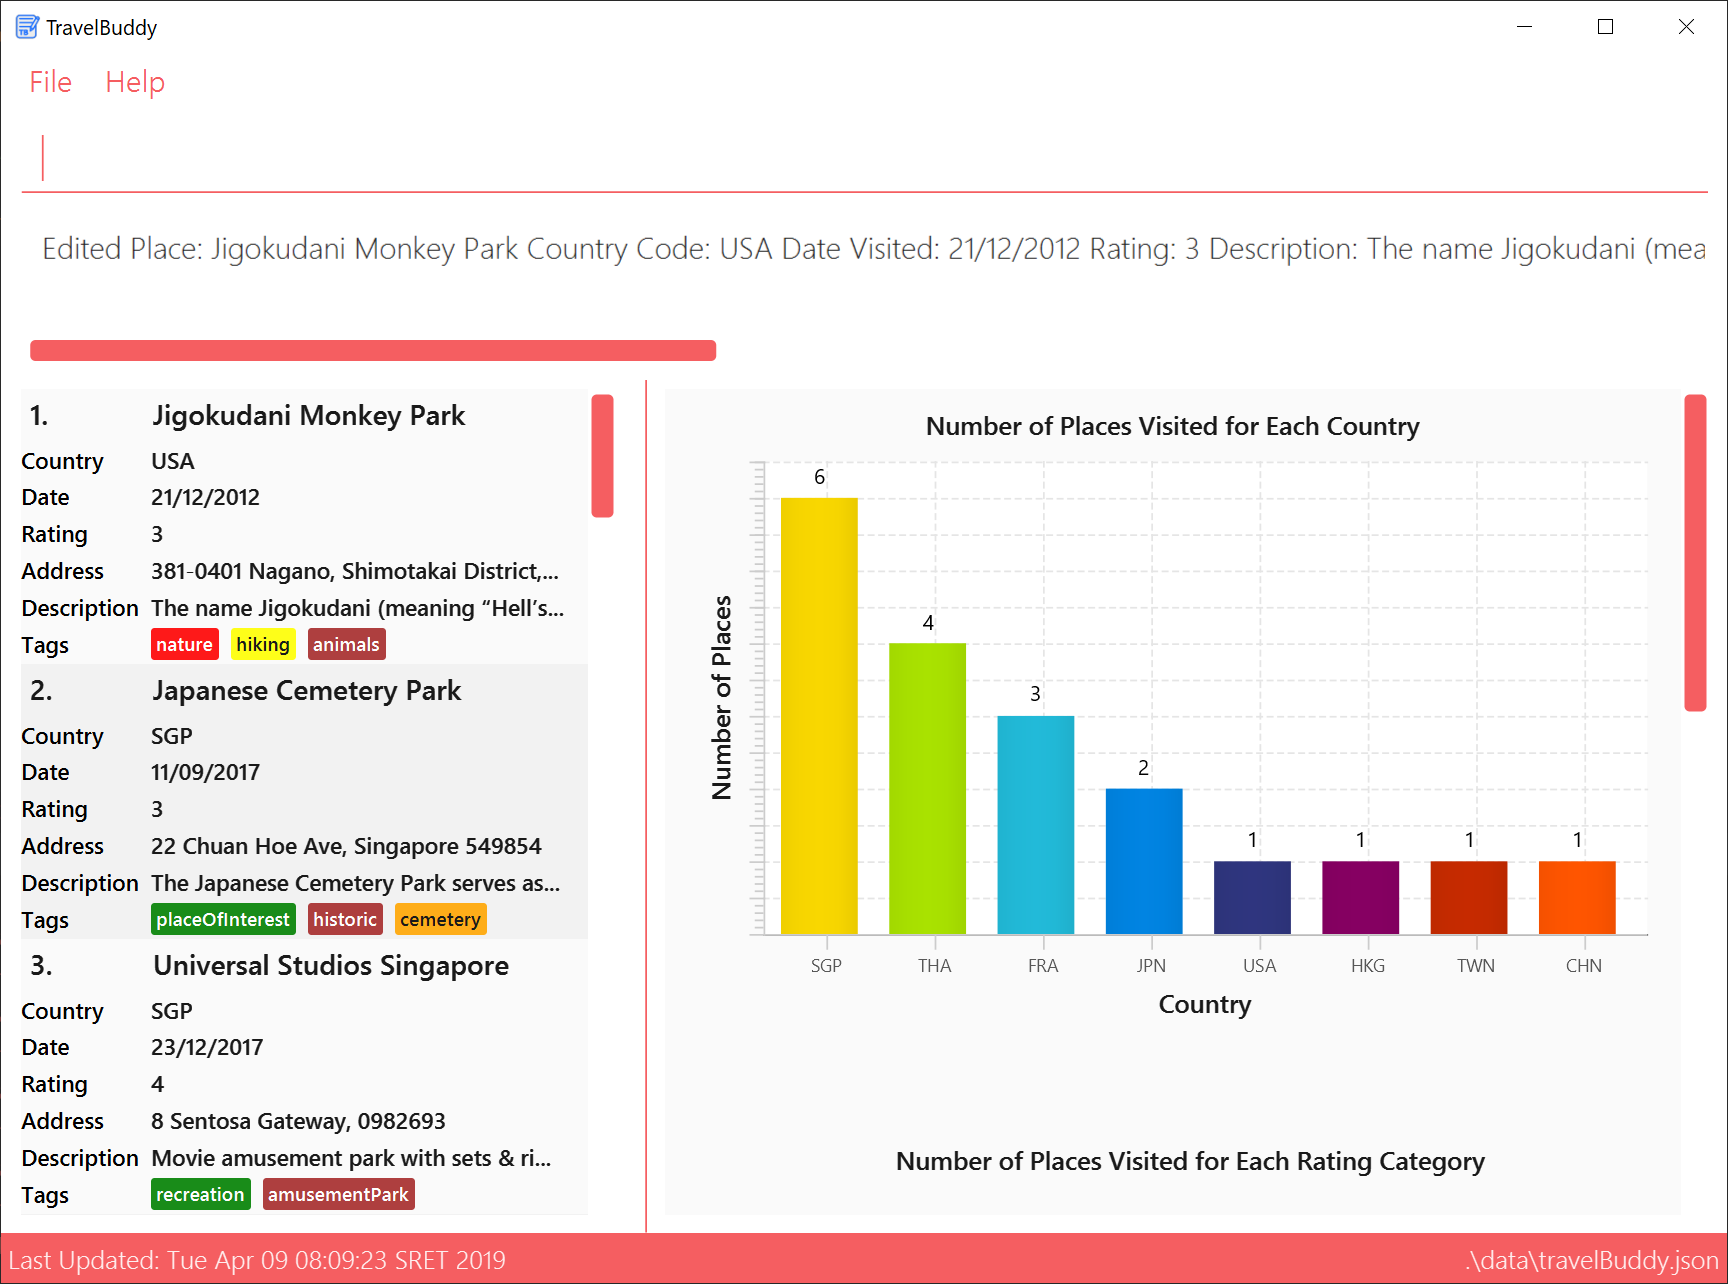 TravelBuddy
File Help
Edited Place: Jigokudani Monkey Park Country Code: USA Date Visited: 21/12/2012 Rating: 3 Description: The name Jigokudani (mea
1. Jigokudani Monkey Park
Country USA
Date 21/12/2012
Rating 3
Address 381-0401 Nagano, Shimotakai District,...
Description The name Jigokudani (meaning “Hell’s...
Tags nature hiking animals
2. Japanese Cemetery Park
Country SGP
Date 11/09/2017
Rating 3
Address 22 Chuan Hoe Ave, Singapore 549854
Description The Japanese Cemetery Park serves as...
Tags placeOfInterest historic cemetery
3. Universal Studios Singapore
Country SGP
Date 23/12/2017
Rating 4
Address 8 Sentosa Gateway, 0982693
Description Movie amusement park with sets & ri...
Tags recreation amusementPark
Number of Places Visited for Each Country
Number of Places
6 4 3 2 1 1 1 1
SGP THA FRA JPN USA HKG TWN CHN
Country
Number of Places Visited for Each Rating Category
Last Updated: Tue Apr 09 08:09:23 SRET 2019
.\data\travelBuddy.json